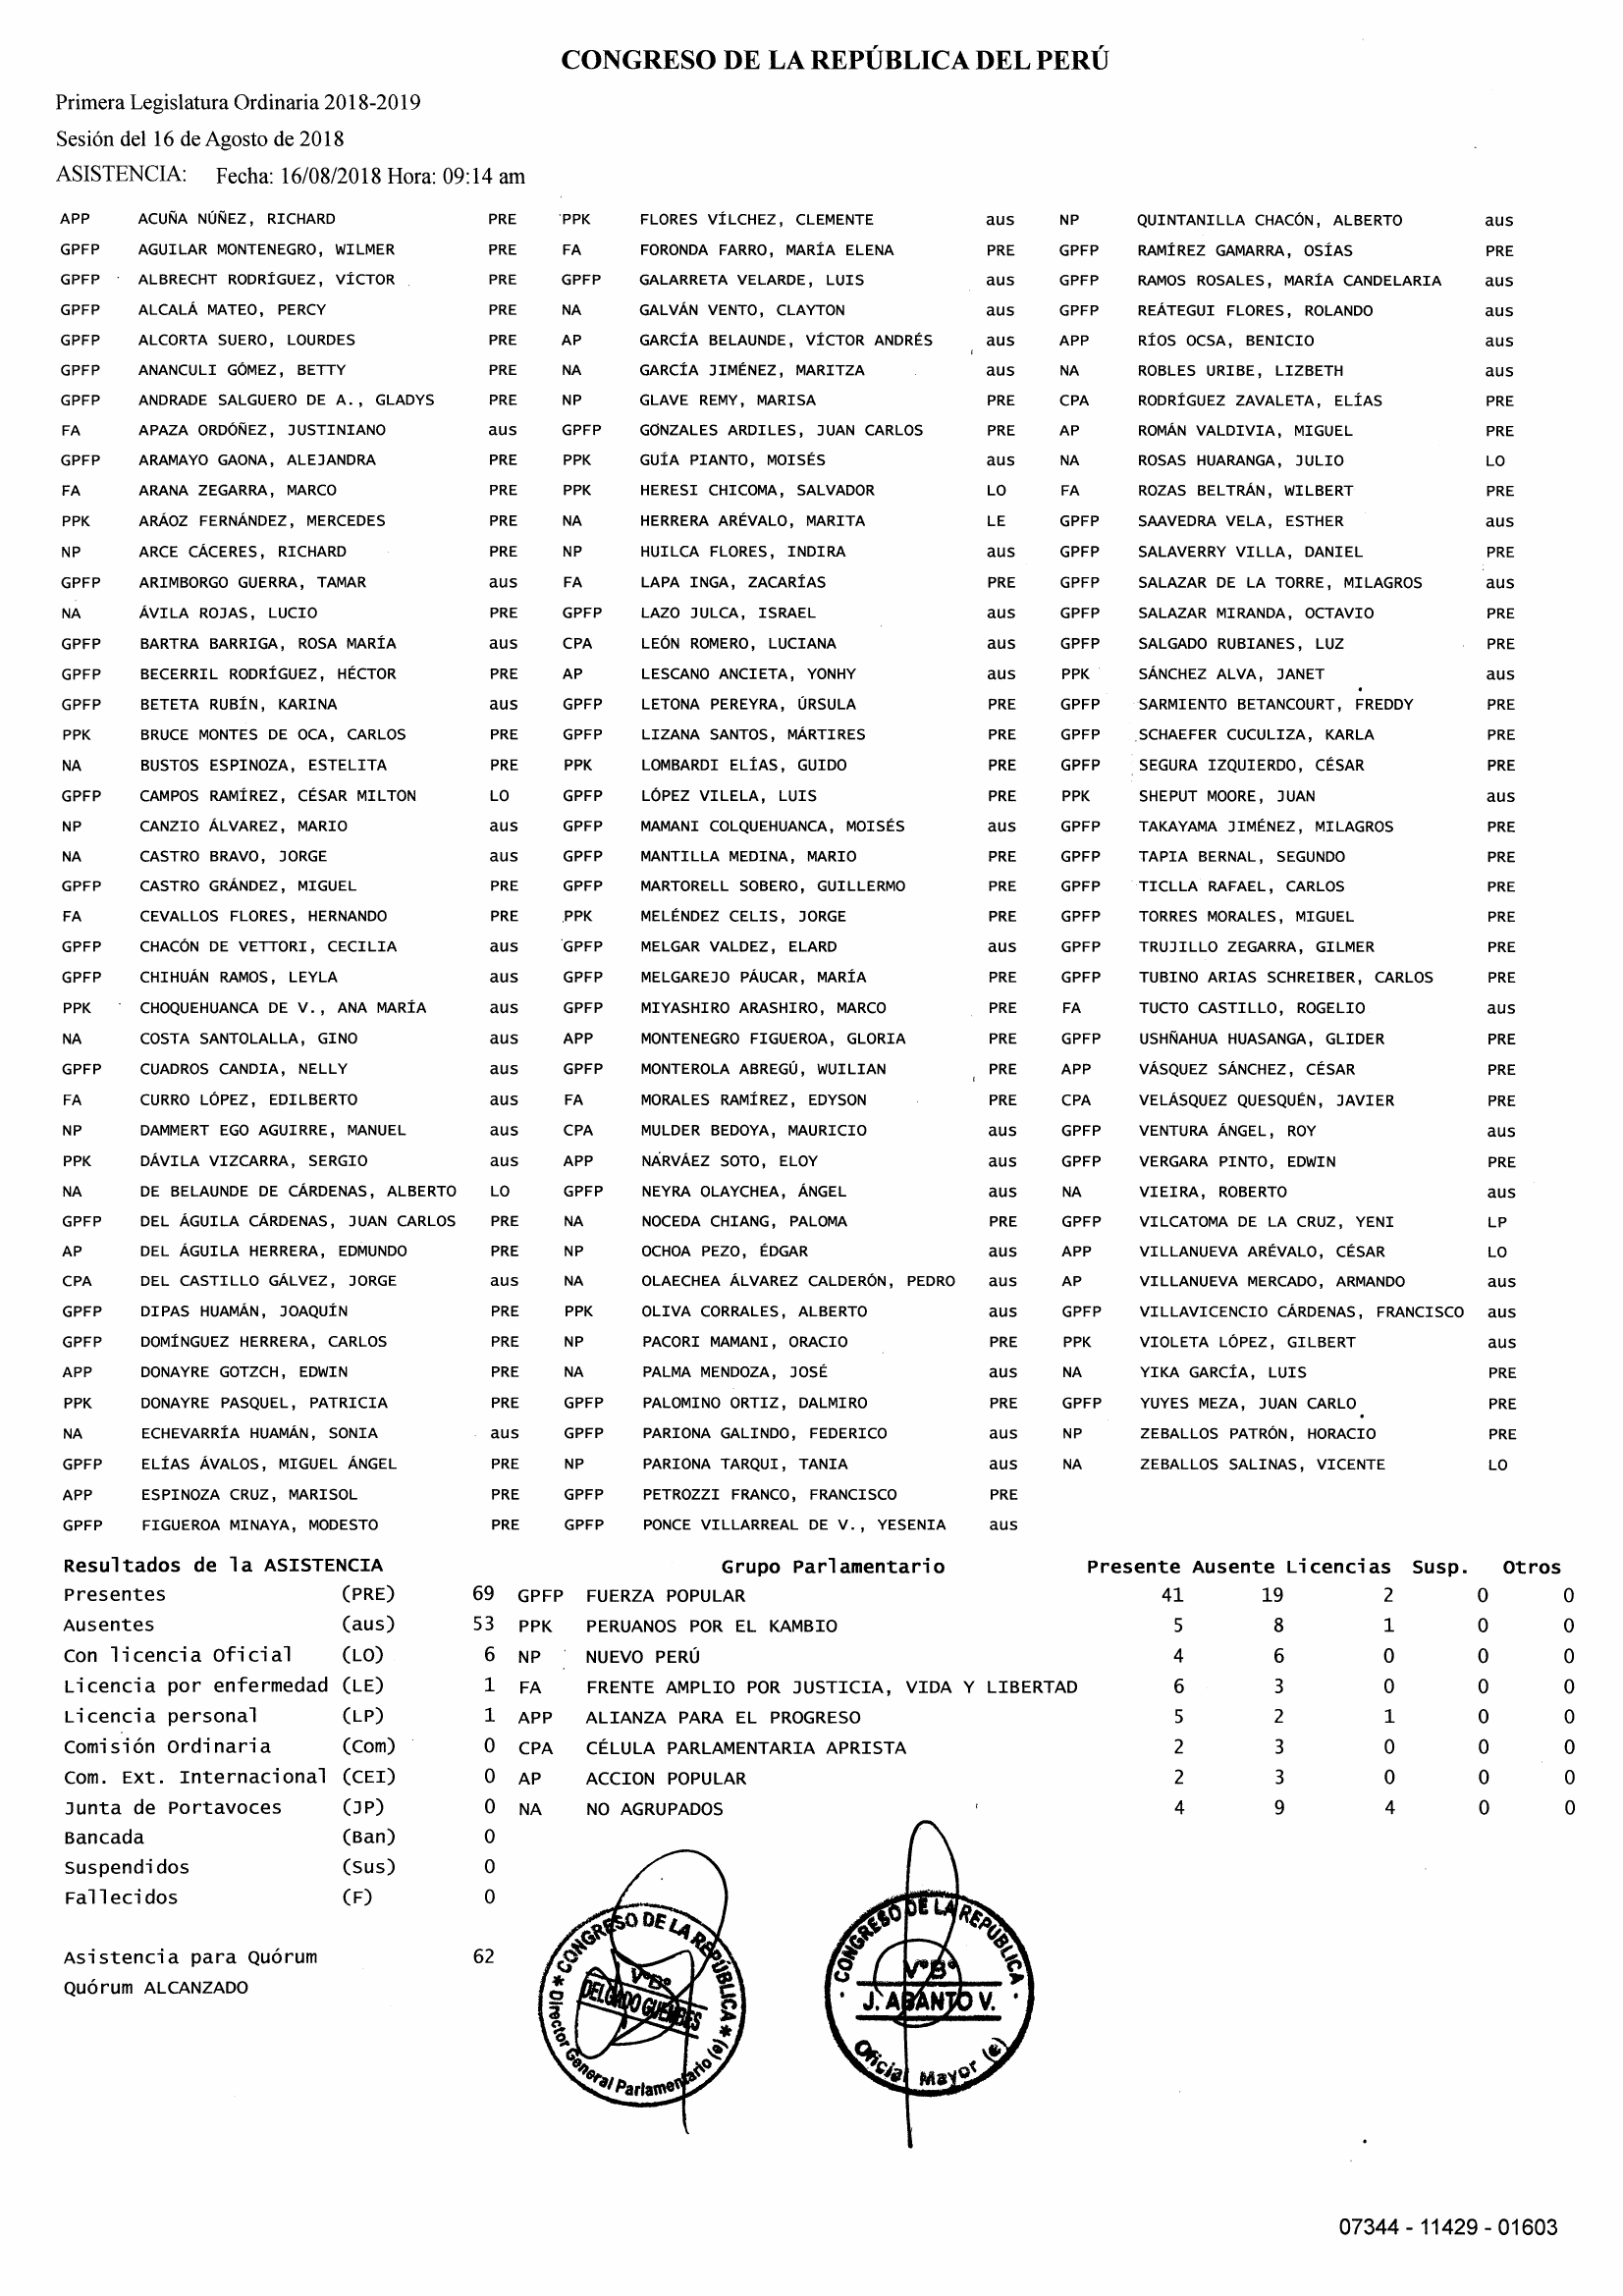 CONGRESO DE LA REPÚBLICA DEL PERÚ
Primera Legislatura Ordinaria 2018-2019
Sesión del 16 de Agosto de 2018
ASISTENCIA: Fecha: 16/08/2018 Hora: 09:14 am
APP ACUÑA NÚÑEZ, RICHARD PRE PPK FLORES VÍLCHEZ, CLEMENTE aus NP QUINTANILLA CHACÓN, ALBERTO aus
GPFP AGUILAR MONTENEGRO, WILMER PRE FA FORONDA FARRO, MARÍA ELENA PRE GPFP RAMÍREZ GAMARRA, OSÍAS PRE
GPFP ALBRECHT RODRÍGUEZ, VÍCTOR PRE GPFP GALARRETA VELARDE, LUIS aus GPFP RAMOS ROSALES, MARÍA CANDELARIA aus
GPFP ALCALÁ MATEO, PERCY PRE NA GALVÁN VENTO, CLAYTON aus GPFP REÁTEGUI FLORES, ROLANDO aus
GPFP ALCORTA SUERO, LOURDES PRE AP GARCÍA BELAUNDE, VÍCTOR ANDRÉS aus APP RÍOS OCSA, BENICIO aus
GPFP ANANCULI GÓMEZ, BETTY PRE NA GARCÍA JIMÉNEZ, MARITZA aus NA ROBLES URIBE, LIZBETH aus
GPFP ANDRADE SALGUERO DE A., GLADYS PRE NP GLAVE REMY, MARISA PRE CPA RODRÍGUEZ ZAVALETA, ELÍAS PRE
FA APAZA ORDÓÑEZ, JUSTINIANO aus GPFP GONZALES ARDILES, JUAN CARLOS PRE AP ROMÁN VALDIVIA, MIGUEL PRE
GPFP ARAMAYO GAONA, ALEJANDRA PRE PPK GUÍA PIANTO, MOISÉS aus NA ROSAS HUARANGA, JULIO LO
FA ARANA ZEGARRA, MARCO PRE PPK HERESI CHICOMA, SALVADOR LO FA ROZAS BELTRÁN, WILBERT PRE
PPK ARÁOZ FERNÁNDEZ, MERCEDES PRE NA HERRERA ARÉVALO, MARITA LE GPFP SAAVEDRA VELA, ESTHER aus
NP ARCE CÁCERES, RICHARD PRE NP HUILCA FLORES, INDIRA aus GPFP SALAVERRY VILLA, DANIEL PRE
GPFP ARIMBORGO GUERRA, TAMAR aus FA LAPA INGA, ZACARÍAS PRE GPFP SALAZAR DE LA TORRE, MILAGROS aus
NA ÁVILA ROJAS, LUCIO PRE GPFP LAZO JULCA, ISRAEL aus GPFP SALAZAR MIRANDA, OCTAVIO PRE
GPFP BARTRA BARRIGA, ROSA MARÍA aus CPA LEÓN ROMERO, LUCIANA aus GPFP SALGADO RUBIANES, LUZ PRE
GPFP BECERRIL RODRÍGUEZ, HÉCTOR PRE AP LESCANO ANCIETA, YONHY aus PPK SÁNCHEZ ALVA, JANET aus
GPFP BETETA RUBÍN, KARINA aus GPFP LETONA PEREYRA, ÚRSULA PRE GPFP SARMIENTO BETANCOURT, FREDDY PRE
PPK BRUCE MONTES DE OCA, CARLOS PRE GPFP LIZANA SANTOS, MÁRTIRES PRE GPFP SCHAEFER CUCULIZA, KARLA PRE
NA BUSTOS ESPINOZA, ESTELITA PRE PPK LOMBARDI ELÍAS, GUIDO PRE GPFP SEGURA IZQUIERDO, CÉSAR PRE
GPFP CAMPOS RAMÍREZ, CÉSAR MILTON LO GPFP LÓPEZ VILELA, LUIS PRE PPK SHEPUT MOORE, JUAN aus
NP CANZIO ÁLVAREZ, MARIO aus GPFP MAMANI COLQUEHUANCA, MOISÉS aus GPFP TAKAYAMA JIMÉNEZ, MILAGROS PRE
NA CASTRO BRAVO, JORGE aus GPFP MANTILLA MEDINA, MARIO PRE GPFP TAPIA BERNAL, SEGUNDO PRE
GPFP CASTRO GRÁNDEZ, MIGUEL PRE GPFP MARTORELL SOBERO, GUILLERMO PRE GPFP TICLLA RAFAEL, CARLOS PRE
FA CEVALLOS FLORES, HERNANDO PRE PPK MELÉNDEZ CELIS, JORGE PRE GPFP TORRES MORALES, MIGUEL PRE
GPFP CHACÓN DE VETTORI, CECILIA aus GPFP MELGAR VALDEZ, ELARD aus GPFP TRUJILLO ZEGARRA, GILMER PRE
GPFP CHIHUÁN RAMOS, LEYLA aus GPFP MELGAREJO PÁUCAR, MARÍA PRE GPFP TUBINO ARIAS SCHREIBER, CARLOS PRE
PPK CHOQUEHUANCA DE V., ANA MARÍA aus GPFP MIYASHIRO ARASHIRO, MARCO PRE FA TUCTO CASTILLO, ROGELIO aus
NA COSTA SANTOLALLA, GINO aus APP MONTENEGRO FIGUEROA, GLORIA PRE GPFP USHÑAHUA HUASANGA, GLIDER PRE
GPFP CUADROS CANDIA, NELLY aus GPFP MONTEROLA ABREGÚ, WUILIAN PRE APP VÁSQUEZ SÁNCHEZ, CÉSAR PRE
FA CURRO LÓPEZ, EDILBERTO aus FA MORALES RAMÍREZ, EDYSON PRE CPA VELÁSQUEZ QUESQUÉN, JAVIER PRE
NP DAMMERT EGO AGUIRRE, MANUEL aus CPA MULDER BEDOYA, MAURICIO aus GPFP VENTURA ÁNGEL, ROY aus
PPK DÁVILA VIZCARRA, SERGIO aus APP NARVÁEZ SOTO, ELOY aus GPFP VERGARA PINTO, EDWIN PRE
NA DE BELAUNDE DE CÁRDENAS, ALBERTO LO GPFP NEYRA OLAYCHEA, ÁNGEL aus NA VIEIRA, ROBERTO aus
GPFP DEL ÁGUILA CÁRDENAS, JUAN CARLOS PRE NA NOCEDA CHIANG, PALOMA PRE GPFP VILCATOMA DE LA CRUZ, YENI LP
AP DEL ÁGUILA HERRERA, EDMUNDO PRE NP OCHOA PEZO, ÉDGAR aus APP VILLANUEVA ARÉVALO, CÉSAR LO
CPA DEL CASTILLO GÁLVEZ, JORGE aus NA OLAECHEA ÁLVAREZ CALDERÓN, PEDRO aus AP VILLANUEVA MERCADO, ARMANDO aus
GPFP DIPAS HUAMÁN, JOAQUÍN PRE PPK OLIVA CORRALES, ALBERTO aus GPFP VILLAVICENCIO CÁRDENAS, FRANCISCO aus
GPFP DOMÍNGUEZ HERRERA, CARLOS PRE NP PACORI MAMANI, ORACIO PRE PPK VIOLETA LÓPEZ, GILBERT aus
APP DONAYRE GOTZCH, EDWIN PRE NA PALMA MENDOZA, JOSÉ aus NA YIKA GARCÍA, LUIS PRE
PPK DONAYRE PASQUEL, PATRICIA PRE GPFP PALOMINO ORTIZ, DALMIRO PRE GPFP YUYES MEZA, JUAN CARLO PRE
NA ECHEVARRÍA HUAMÁN, SONIA aus GPFP PARIONA GALINDO, FEDERICO aus NP ZEBALLOS PATRÓN, HORACIO PRE
GPFP ELÍAS ÁVALOS, MIGUEL ÁNGEL PRE NP PARIONA TARQUI, TANIA aus NA ZEBALLOS SALINAS, VICENTE LO
APP ESPINOZA CRUZ, MARISOL PRE GPFP PETROZZI FRANCO, FRANCISCO PRE
GPFP FIGUEROA MINAYA, MODESTO PRE GPFP PONCE VILLARREAL DE V., YESENIA aus
Resultados de la ASISTENCIA Grupo Parlamentario Presente Ausente Licencias Susp. Otros
Presentes (PRE) 69 GPFP FUERZA POPULAR 41 19 2 0 0
Ausentes (aus) 53 PPK PERUANOS POR EL KAMBIO 5 8 1 0 0
Con licencia Oficial (LO) 6 NP NUEVO PERÚ 4 6 0 0 0
Licencia por enfermedad (LE) 1 FA FRENTE AMPLIO POR JUSTICIA, VIDA Y LIBERTAD 6 3 0 0 0
Licencia personal (LP) 1 APP ALIANZA PARA EL PROGRESO 5 2 1 0 0
Comisión Ordinaria (Com) 0 CPA CÉLULA PARLAMENTARIA APRISTA 2 3 0 0 0
Com. Ext. Internacional (CEI) 0 AP ACCION POPULAR 2 3 0 0 0
Junta de Portavoces (JP) 0 NA NO AGRUPADOS 4 9 4 0 0
Bancada (Ban) 0
Suspendidos (Sus) 0
Fallecidos (F) 0
Asistencia para Quórum 62
Quórum ALCANZADO
* CONGRESO DE LA REPÚBLICA *
V°B°
DELGADO GUEMBES
Director General Parlamentario (e)
CONGRESO DE LA REPÚBLICA
V°B°
J. ABANTO V.
Oficial Mayor (e)
07344 - 11429 - 01603